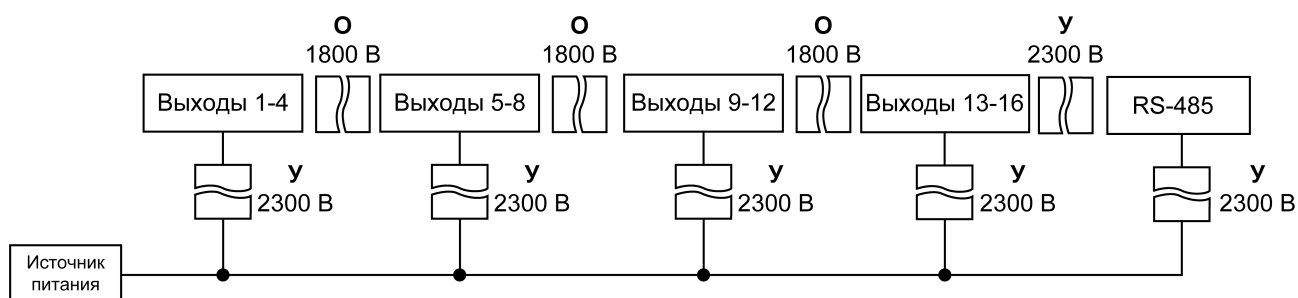 О
О
О
У
1800 В
1800 В
1800 В
2300 В
Выходы 1-4
Выходы 5-8
Выходы 9-12
Выходы 13-16
RS-485
У
У
У
У
У
2300 В
2300 В
2300 В
2300 В
2300 В
Источник
питания